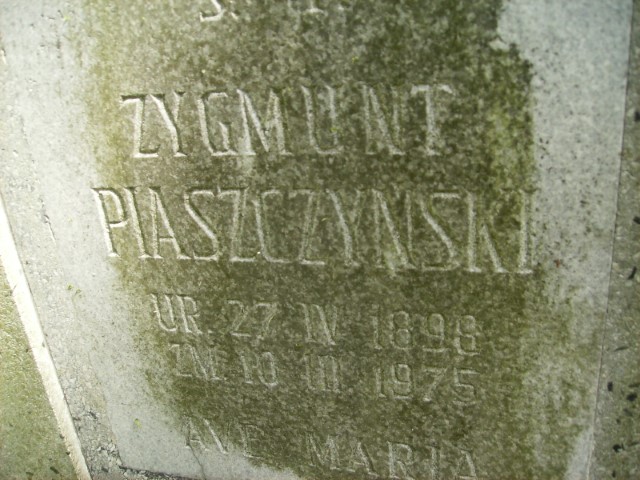 ZYGMUNT
PIASZCZYNSKI
UR. 27 IV 1898
ZM. 10 III 1975
AVE MARIA